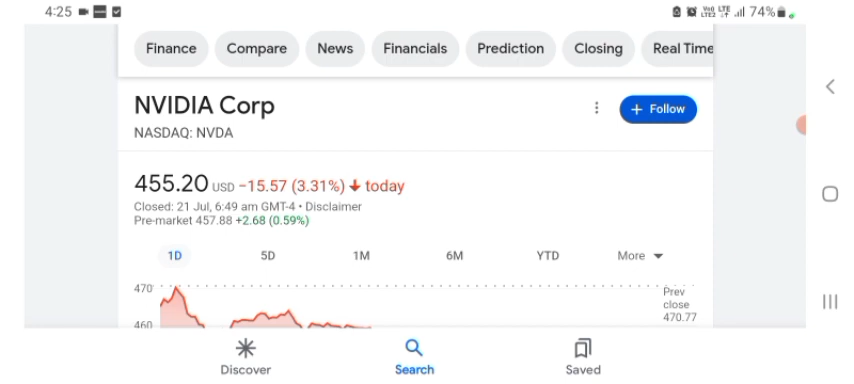 4:25 74%
Finance Compare News Financials Prediction Closing Real Time
NVIDIA Corp
+ Follow
NASDAQ: NVDA
455.20 USD −15.57 (3.31%) today
Closed: 21 Jul, 6:49 am GMT-4 • Disclaimer
Pre-market 457.88 +2.68 (0.59%)
1D 5D 1M 6M YTD More
470
Prev
close
470.77
460
Discover Search Saved